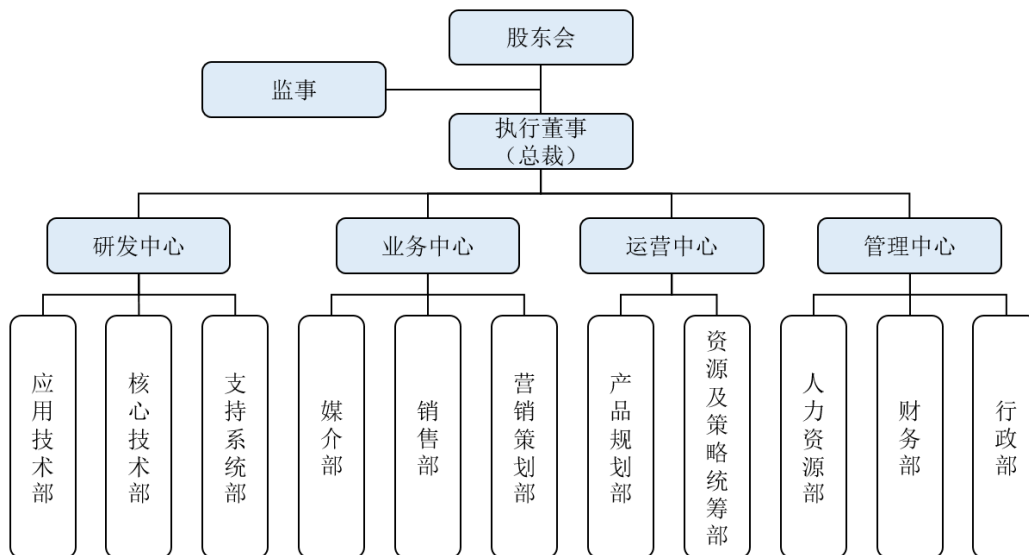 股东会
监事
执行董事
（总裁）
研发中心
业务中心
运营中心
管理中心
应用技术部
核心技术部
支持系统部
媒介部
销售部
营销策划部
产品规划部
资源及策略统筹部
人力资源部
财务部
行政部